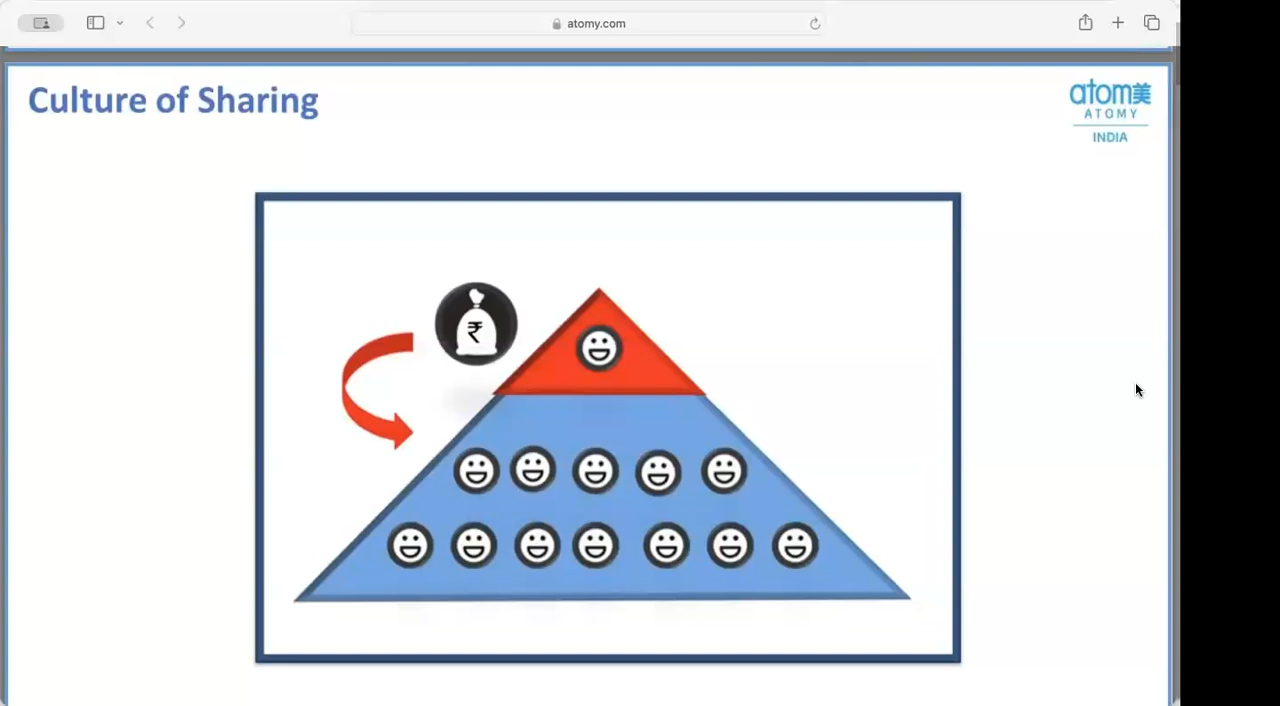 atomy.com
Culture of Sharing
atom美
ATOMY
INDIA
₹